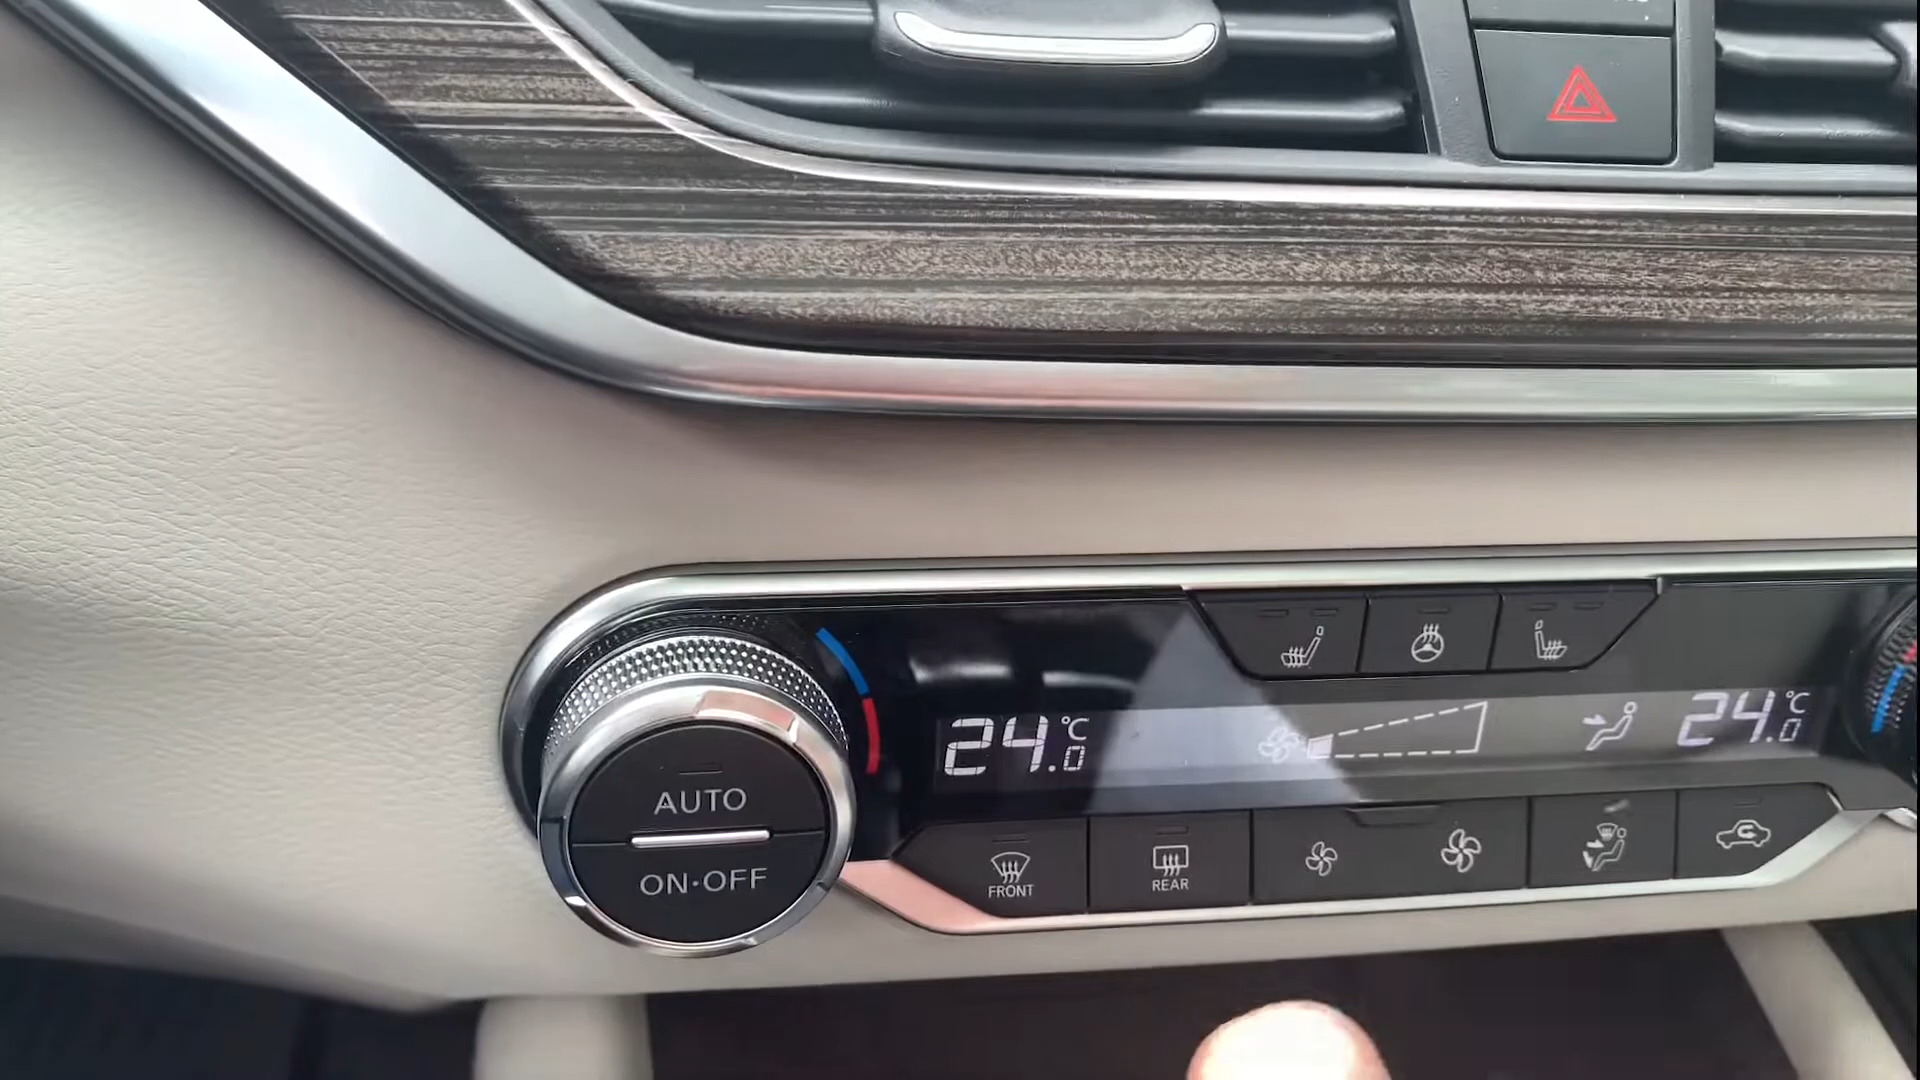 24.0°C
24.0°C
AUTO
ON·OFF
FRONT
REAR